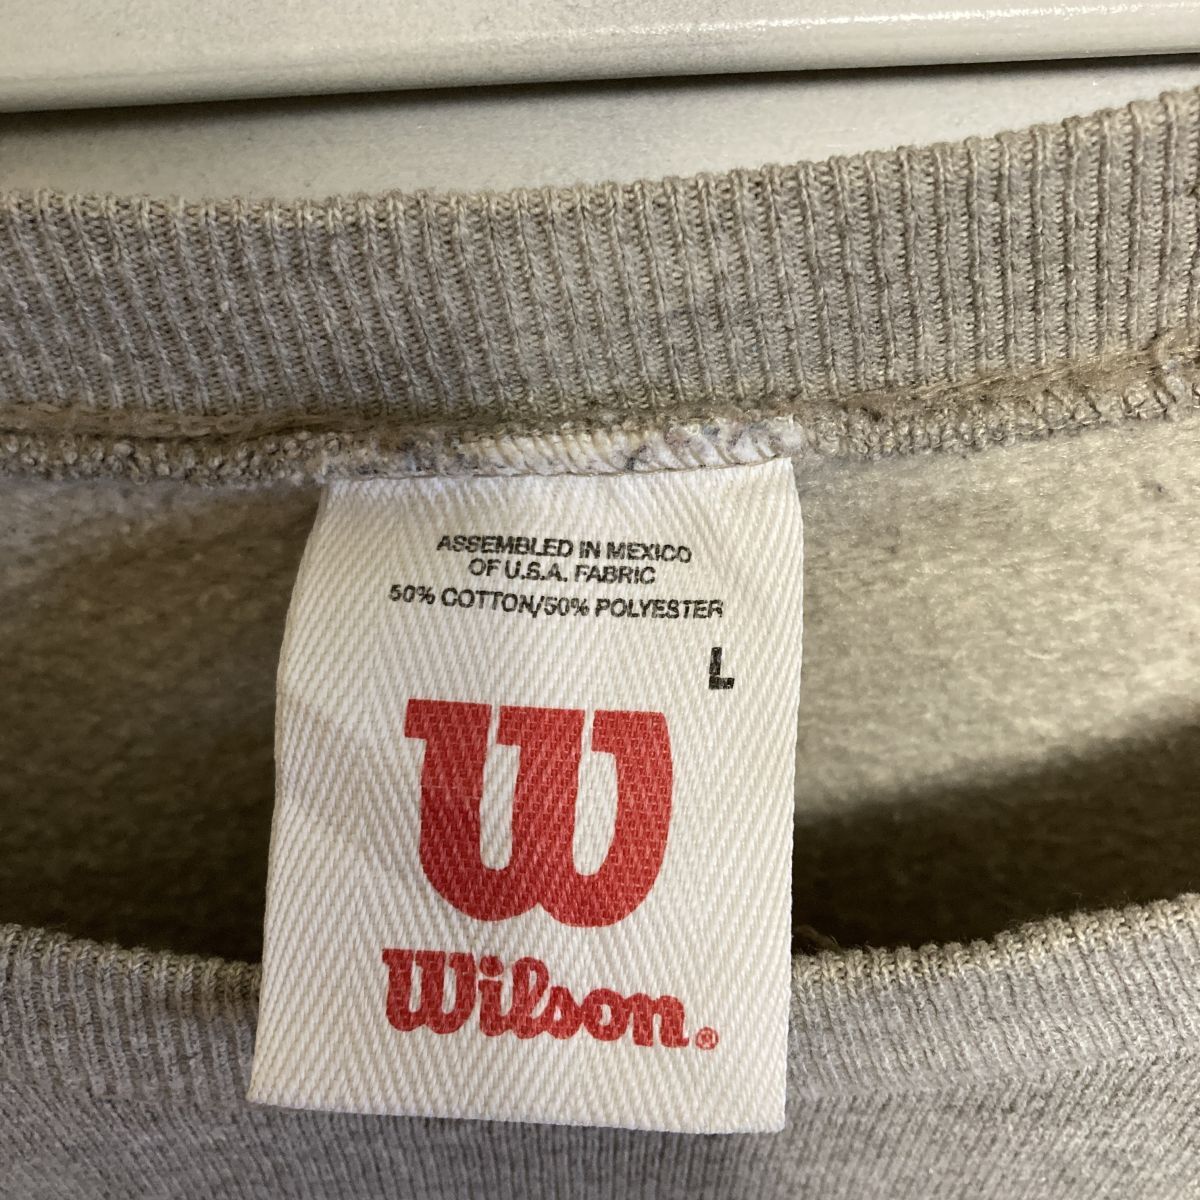 ASSEMBLED IN MEXICO
OF U.S.A. FABRIC
50% COTTON/50% POLYESTER
L
W
Wilson®